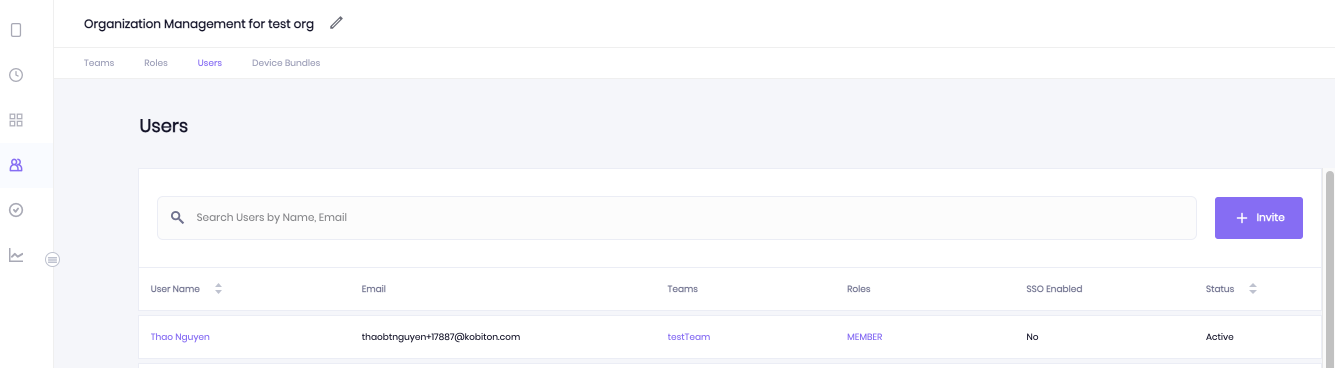 Organization Management for test org
Teams Roles Users Device Bundles
Users
Search Users by Name, Email
Invite
User Name Email Teams Roles SSO Enabled Status
Thao Nguyen thaobtnguyen+17887@kobiton.com testTeam MEMBER No Active